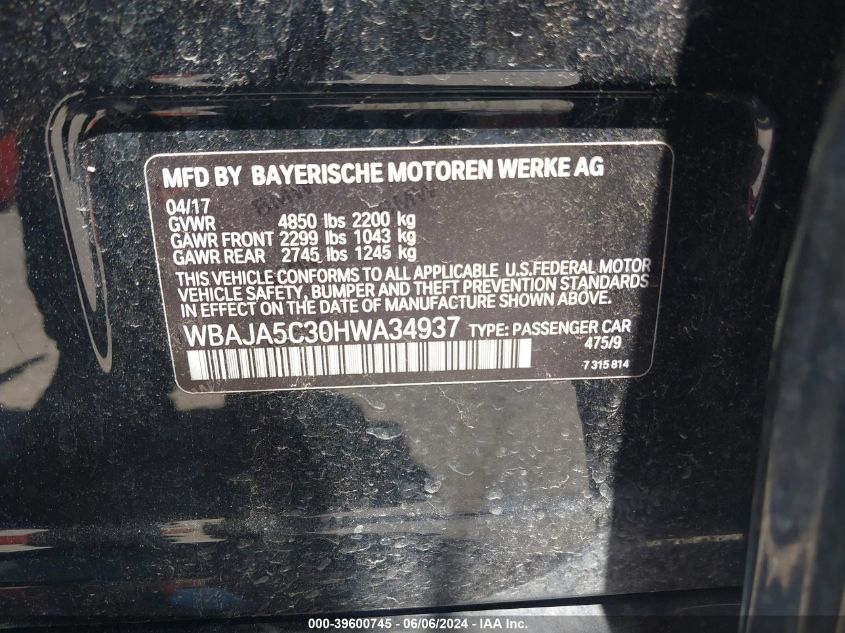 MFD BY BAYERISCHE MOTOREN WERKE AG
04/17
GVWR 4850 lbs 2200 kg
GAWR FRONT 2299 lbs 1043 kg
GAWR REAR 2745 lbs 1245 kg
THIS VEHICLE CONFORMS TO ALL APPLICABLE U.S.FEDERAL MOTOR
VEHICLE SAFETY, BUMPER AND THEFT PREVENTION STANDARDS
IN EFFECT ON THE DATE OF MANUFACTURE SHOWN ABOVE.
WBAJA5C30HWA34937 TYPE: PASSENGER CAR
475/9
7 315 814
000-39600745 - 06/06/2024 - IAAI Inc.